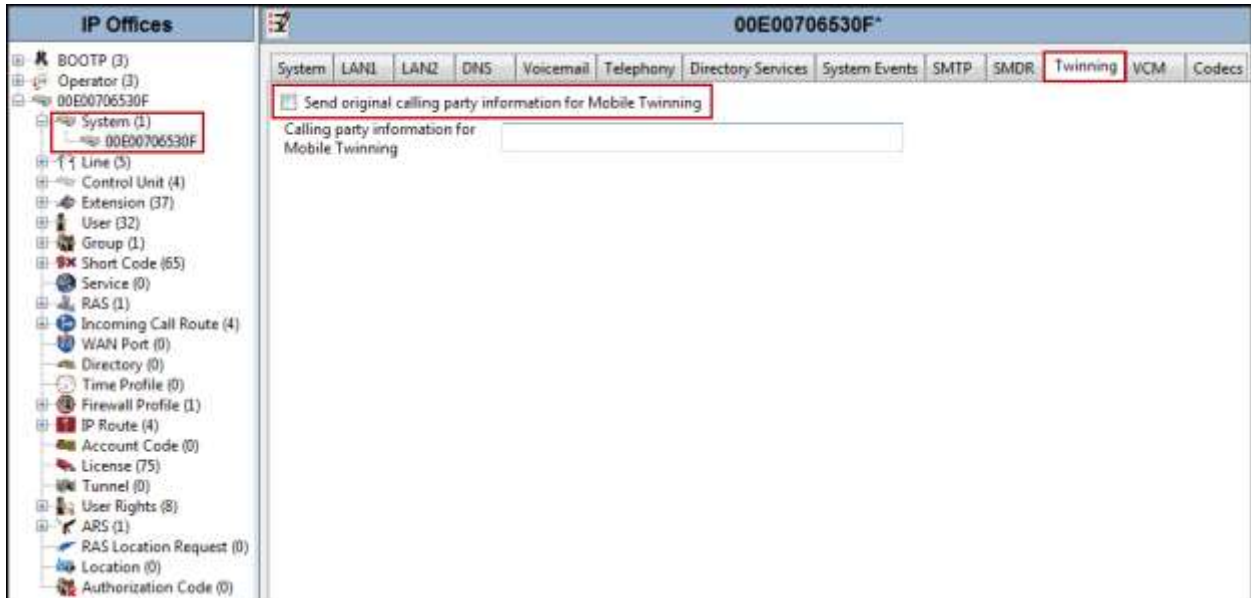 IP Offices
BOOTP (3)
Operator (3)
00E00706530F
System (1)
00E00706530F
Line (5)
Control Unit (4)
Extension (37)
User (32)
Group (1)
Short Code (65)
Service (0)
RAS (1)
Incoming Call Route (4)
WAN Port (0)
Directory (0)
Time Profile (0)
Firewall Profile (1)
IP Route (4)
Account Code (0)
License (75)
Tunnel (0)
User Rights (8)
ARS (1)
RAS Location Request (0)
Location (0)
Authorization Code (0)
00E00706530F*
System LAN1 LAN2 DNS Voicemail Telephony Directory Services System Events SMTP SMDR Twinning VCM Codecs
Send original calling party information for Mobile Twinning
Calling party information for
Mobile Twinning